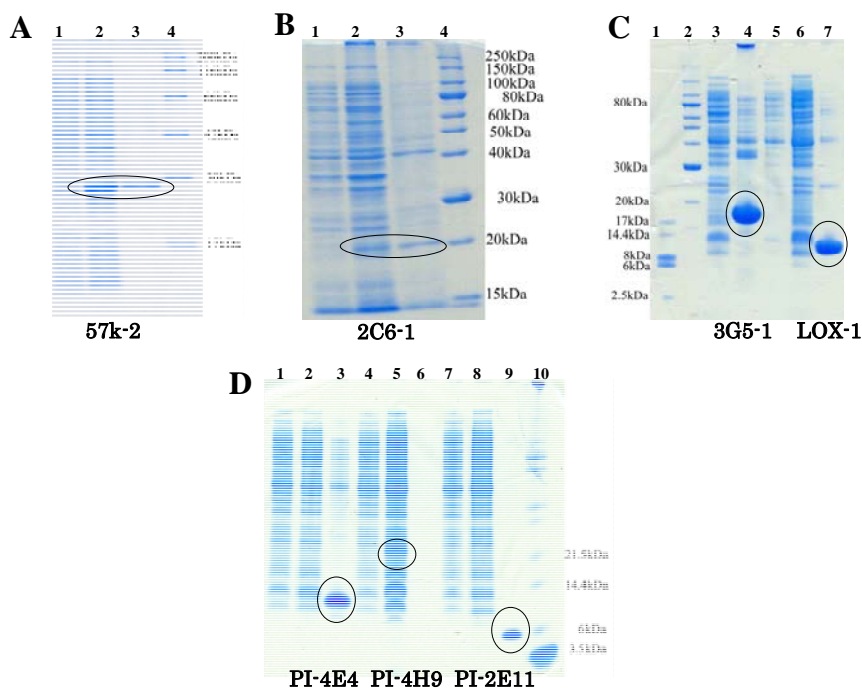 A
1 2 3 4
57k-2
B
1 2 3 4
250kDa
150kDa
100kDa
80kDa
60kDa
50kDa
40kDa
30kDa
20kDa
15kDa
2C6-1
C
1 2 3 4 5 6 7
80kDa
30kDa
20kDa
17kDa
14.4kDa
8kDa
6kDa
2.5kDa
3G5-1 LOX-1
D
1 2 3 4 5 6 7 8 9 10
21.5kDa
14.4kDa
6kDa
3.5kDa
PI-4E4 PI-4H9 PI-2E11